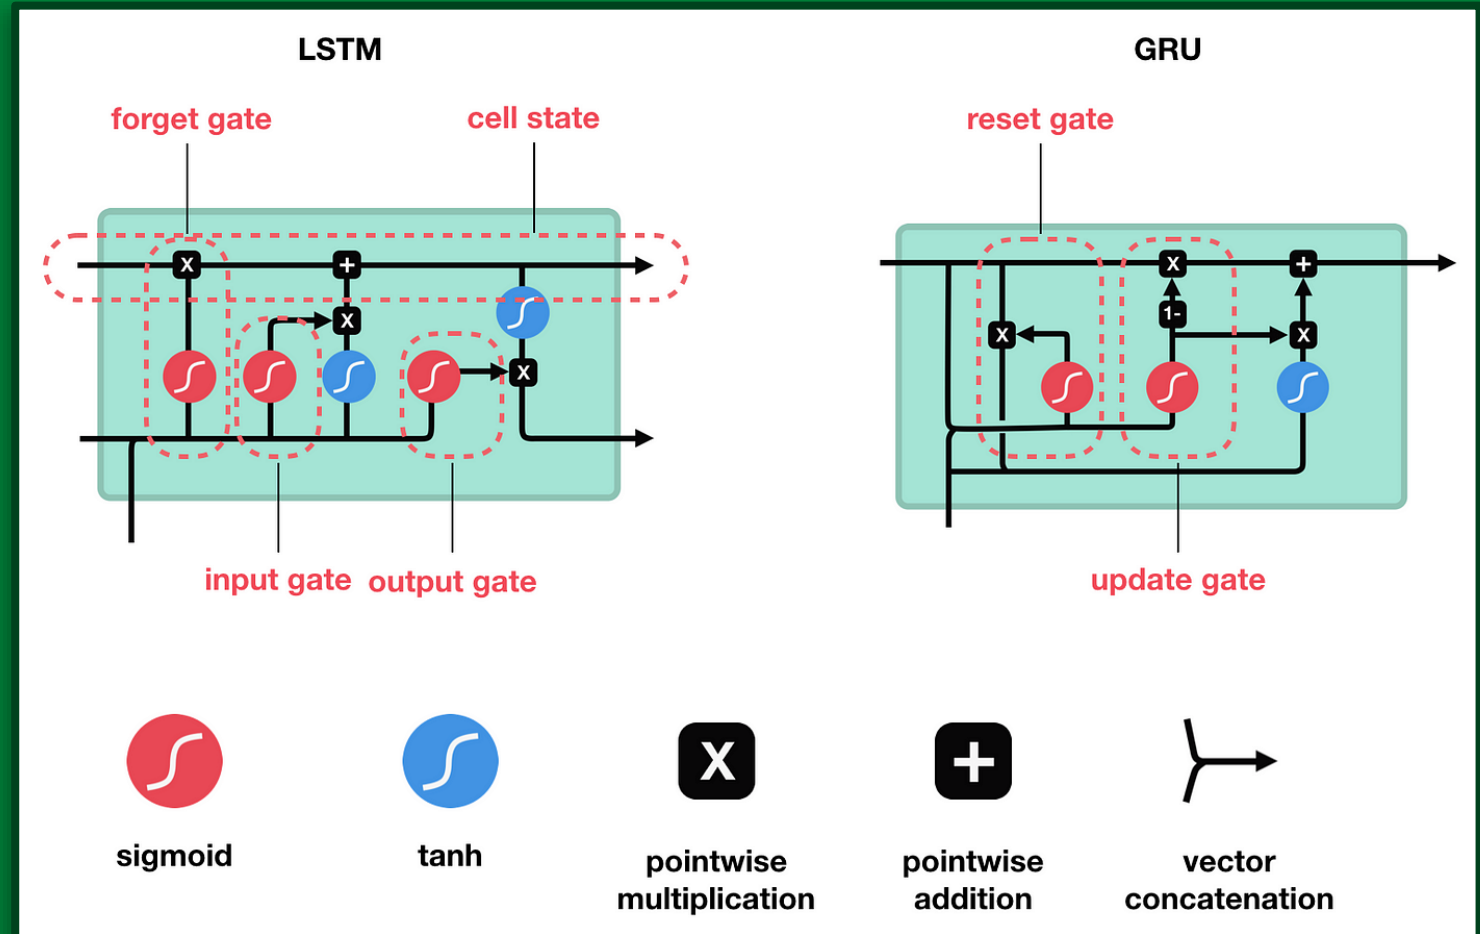 LSTM
GRU
forget gate
cell state
reset gate
X
+
X
+
X
1-
X
X
X
input gate
output gate
update gate
X
+
sigmoid
tanh
pointwise
multiplication
pointwise
addition
vector
concatenation